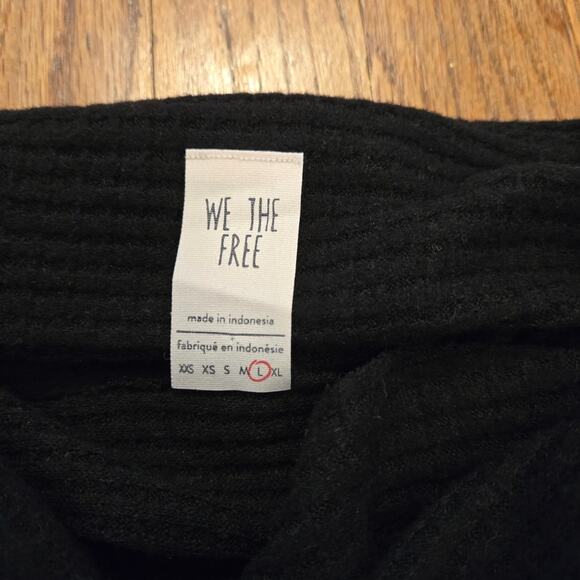 WE THE
FREE
made in indonesia
fabriqué en indonésie
XXS XS S M L XL